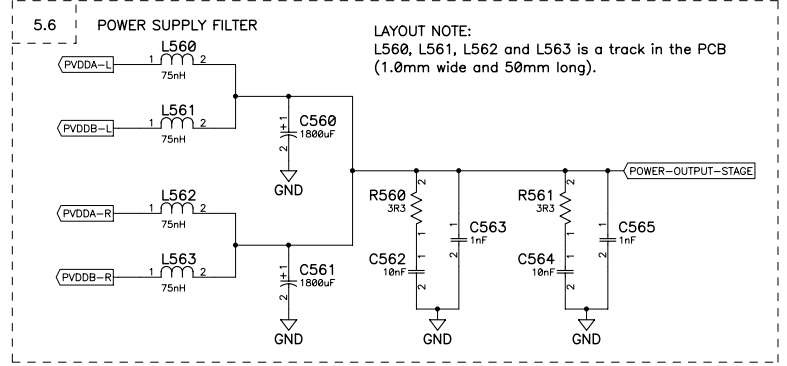 5.6 POWER SUPPLY FILTER
LAYOUT NOTE:
L560, L561, L562 and L563 is a track in the PCB
(1.0mm wide and 50mm long).
L560
PVDDA-L 1 2
75nH
L561
PVDDB-L 1 2
75nH
+ 1 C560
1800uF
2
GND
L562
PVDDA-R 1 2
75nH
L563
PVDDB-R 1 2
75nH
+ 1 C561
1800uF
2
GND
POWER-OUTPUT-STAGE
2
R560
3R3
1
C562 1
10nF
2
1 C563
1nF
2
GND
2
R561
3R3
1
C564 1
10nF
2
1 C565
1nF
2
GND